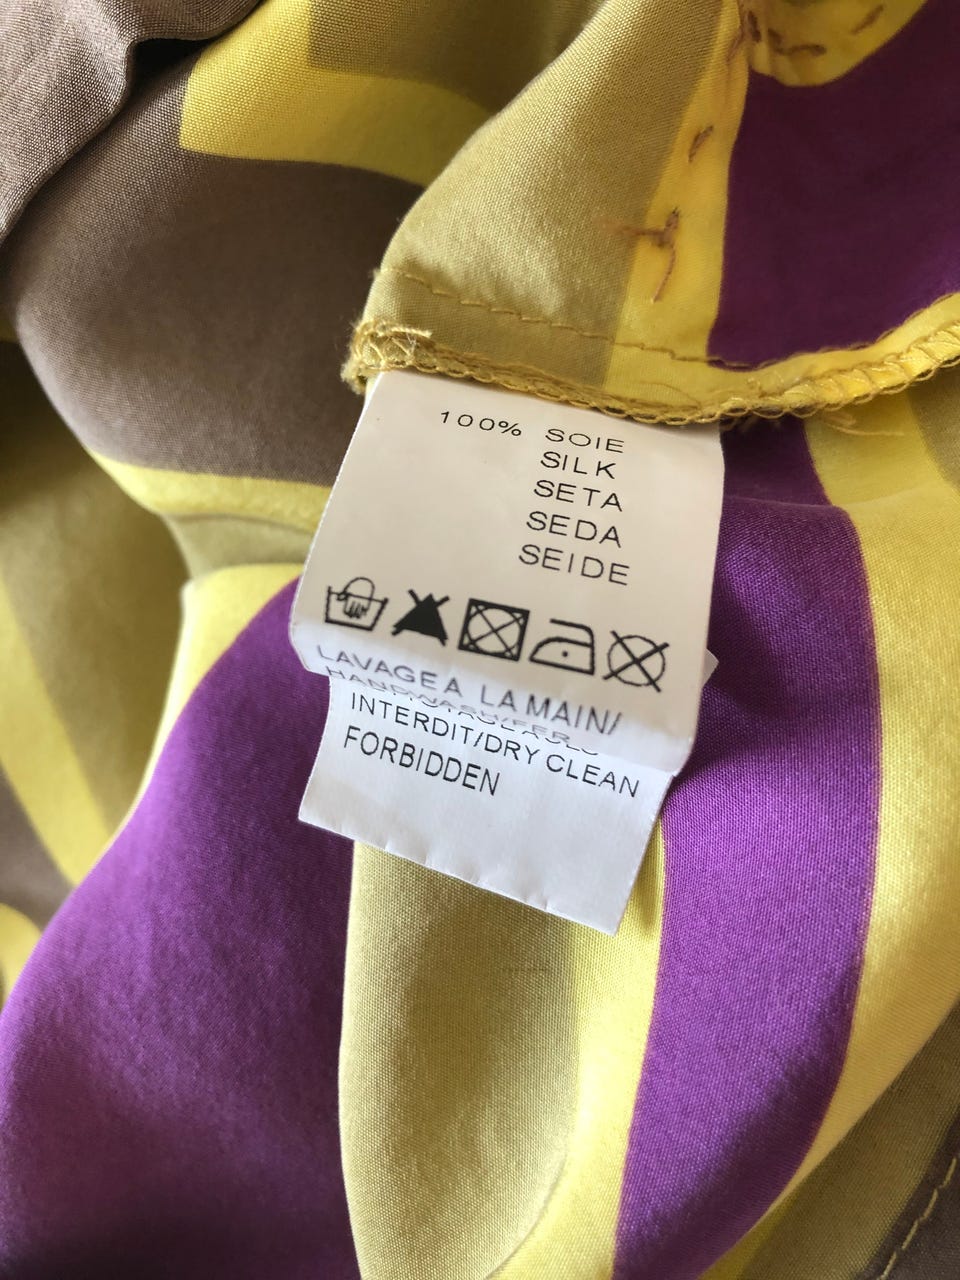 100% SOIE
SILK
SETA
SEDA
SEIDE
LAVAGE A LA MAIN/
INTERDIT/DRY CLEAN
FORBIDDEN